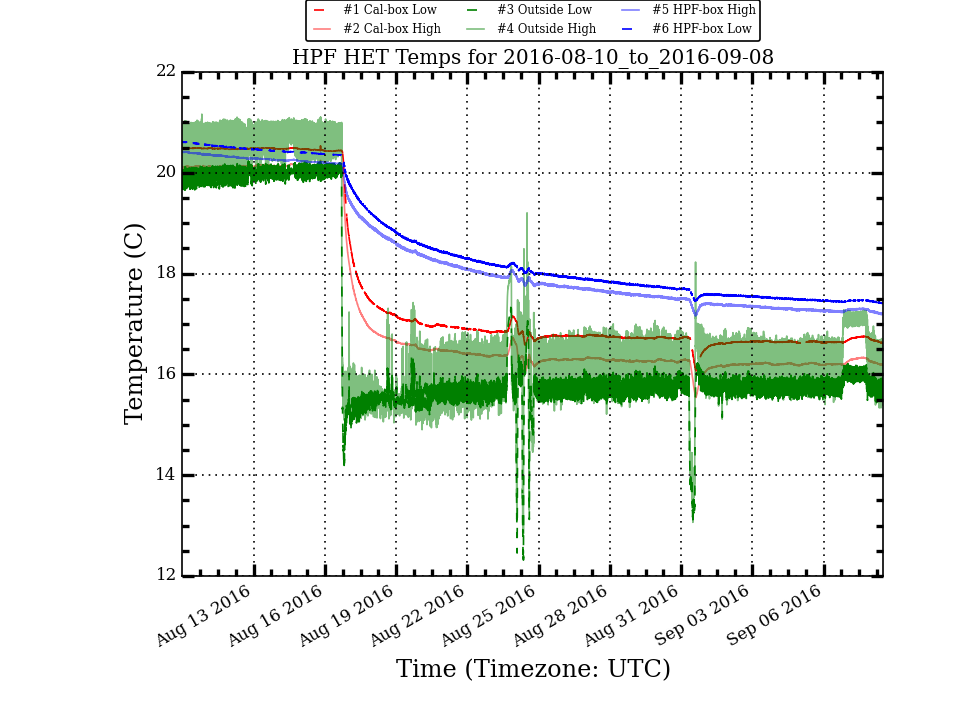 #1 Cal-box Low #3 Outside Low #5 HPF-box High
#2 Cal-box High #4 Outside High #6 HPF-box Low
HPF HET Temps for 2016-08-10_to_2016-09-08
22
20
18
16
14
12
Temperature (C)
Aug 13 2016 Aug 16 2016 Aug 19 2016 Aug 22 2016 Aug 25 2016 Aug 28 2016 Aug 31 2016 Sep 03 2016 Sep 06 2016
Time (Timezone: UTC)